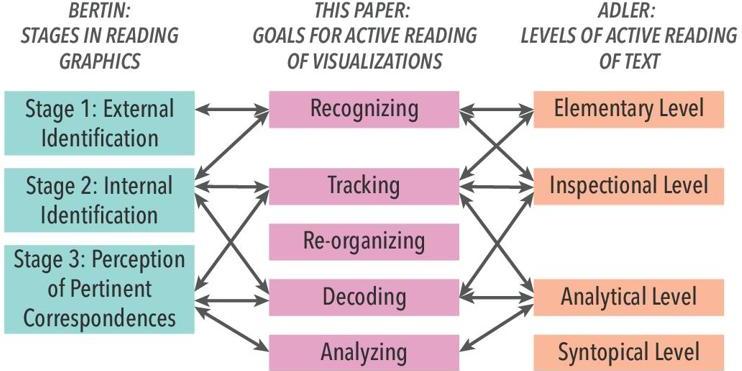 BERTIN:
STAGES IN READING
GRAPHICS
THIS PAPER:
GOALS FOR ACTIVE READING
OF VISUALIZATIONS
ADLER:
LEVELS OF ACTIVE READING
OF TEXT
Stage 1: External
Identification
Stage 2: Internal
Identification
Stage 3: Perception
of Pertinent
Correspondences
Recognizing
Tracking
Re-organizing
Decoding
Analyzing
Elementary Level
Inspectional Level
Analytical Level
Syntopical Level